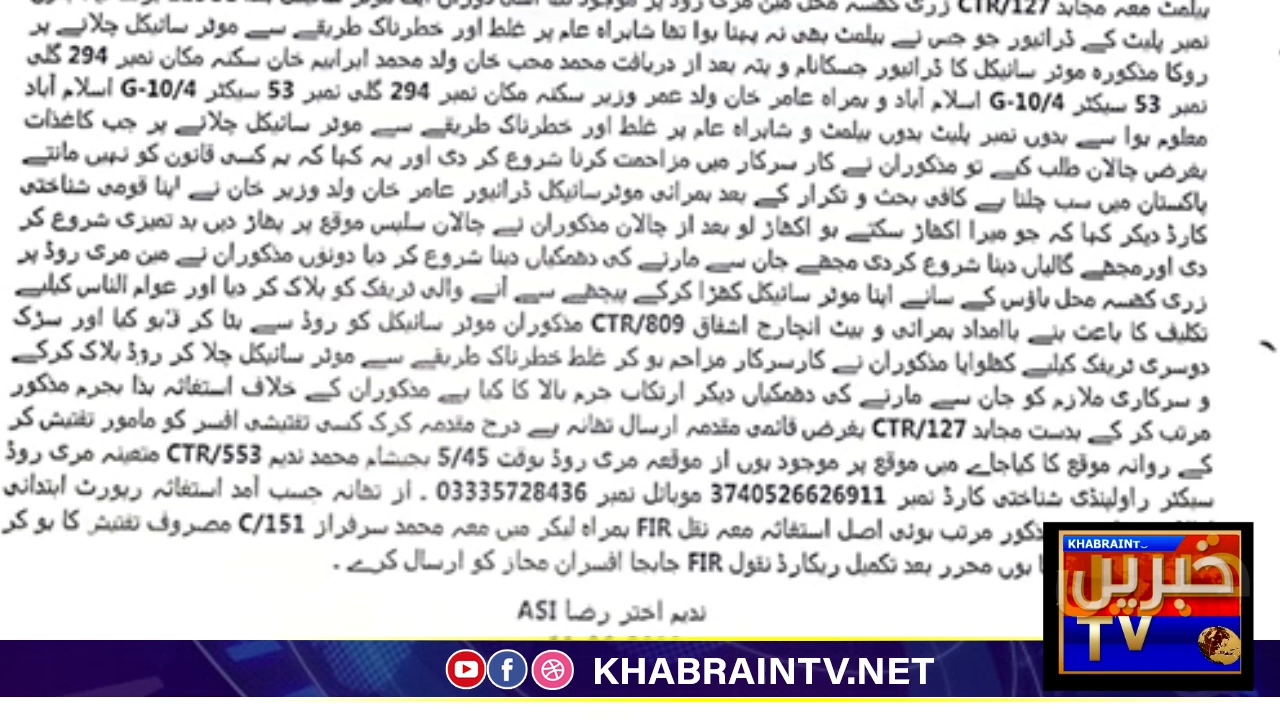 نمبر پلیٹ کے ڈرائیور جو جس نے ہیلمٹ بھی نہ پہنا ہوا تھا شاہراہ عام پر غلط اور خطرناک طریقے سے موٹر سائیکل چلانے پر
روکا مذکورہ موٹر سائیکل کا ڈرائیور جسکانام و پتہ بعد از دریافت محمد محب خان ولد محمد ابراہیم خان سکنہ مکان نمبر 294 گلی
نمبر 53 سیکٹر G-10/4 اسلام آباد و ہمراہ عامر خان ولد عمر وزیر سکنہ مکان نمبر 294 گلی نمبر 53 سیکٹر G-10/4 اسلام آباد
معلوم ہوا سے بدوں نمبر پلیٹ بدوں ہیلمٹ و شاہراہ عام پر غلط اور خطرناک طریقے سے موٹر سائیکل چلانے پر جب کاغذات
بغرض چالان طلب کیے تو مذکوران نے کار سرکار میں مزاحمت کرنا شروع کر دی اور یہ کہا کہ ہم کسی قانون کو نہیں مانتے
پاکستان میں سب چلتا ہے کافی بحث و تکرار کے بعد ہمرائی موٹرسائیکل ڈرائیور عامر خان ولد وزیر خان نے اپنا قومی شناختی
کارڈ دیکر کہا کہ جو میرا اکھاڑ سکتے ہو اکھاڑ لو بعد از چالان مذکوران نے چالان سلپس موقع پر پھاڑ دیں بد تمیزی شروع کر
دی اورمجھے گالیاں دینا شروع کردی مجھے جان سے مارنے کی دھمکیاں دینا شروع کر دیا دونوں مذکوران نے مین مری روڈ پر
زری کھسہ محل ہاؤس کے سانے اپنا موٹر سائیکل کھڑا کرکے پیچھے سے آنے والی ٹریفک کو بلاک کر دیا اور عوام الناس کیلیے
تکلیف کا باعث بنے باامداد ہمرائی و بیٹ انچارج اشفاق CTR/809 مذکوران موٹر سائیکل کو روڈ سے ہٹا کر قابو کیا اور سڑک
دوسری ٹریفک کیلیے کھلوایا مذکوران نے کارسرکار مزاحم ہو کر غلط خطرناک طریقے سے موٹر سائیکل چلا کر روڈ بلاک کرکے
و سرکاری ملازم کو جان سے مارنے کی دھمکیاں دیکر ارتکاب جرم بالا کا کیا ہے مذکوران کے خلاف استغاثہ ہذا بجرم مذکور
مرتب کر کے بدست مجاہد CTR/127 بغرض قائمی مقدمہ ارسال تھانہ ہے درج مقدمہ کرکے کسی تفتیشی افسر کو مامور تفتیش کر
کے روانہ موقع کا کیاجاے میں موقع پر موجود ہوں از موقعہ مری روڈ بوقت 5/45 بجےشام محمد ندیم CTR/553 متعینہ مری روڈ
سیکٹر راولپنڈی شناختی کارڈ نمبر 3740526626911 موبائل نمبر 03335728436 ۔ از تھانہ حسب آمد استغاثہ رپورٹ ابتدائی
مذکور مرتب ہوئی اصل استغاثہ معہ نقل FIR ہمراہ لیکر میں معہ محمد سرفراز C/151 مصروف تفتیش کا ہو کر
ہوں محرر بعد تکمیل ریکارڈ نقول FIR جابجا افسران مجاز کو ارسال کرے ۔
ندیم اختر رضا ASI
KHABRAINTV
خبریں
TV
KHABRAINTV.NET